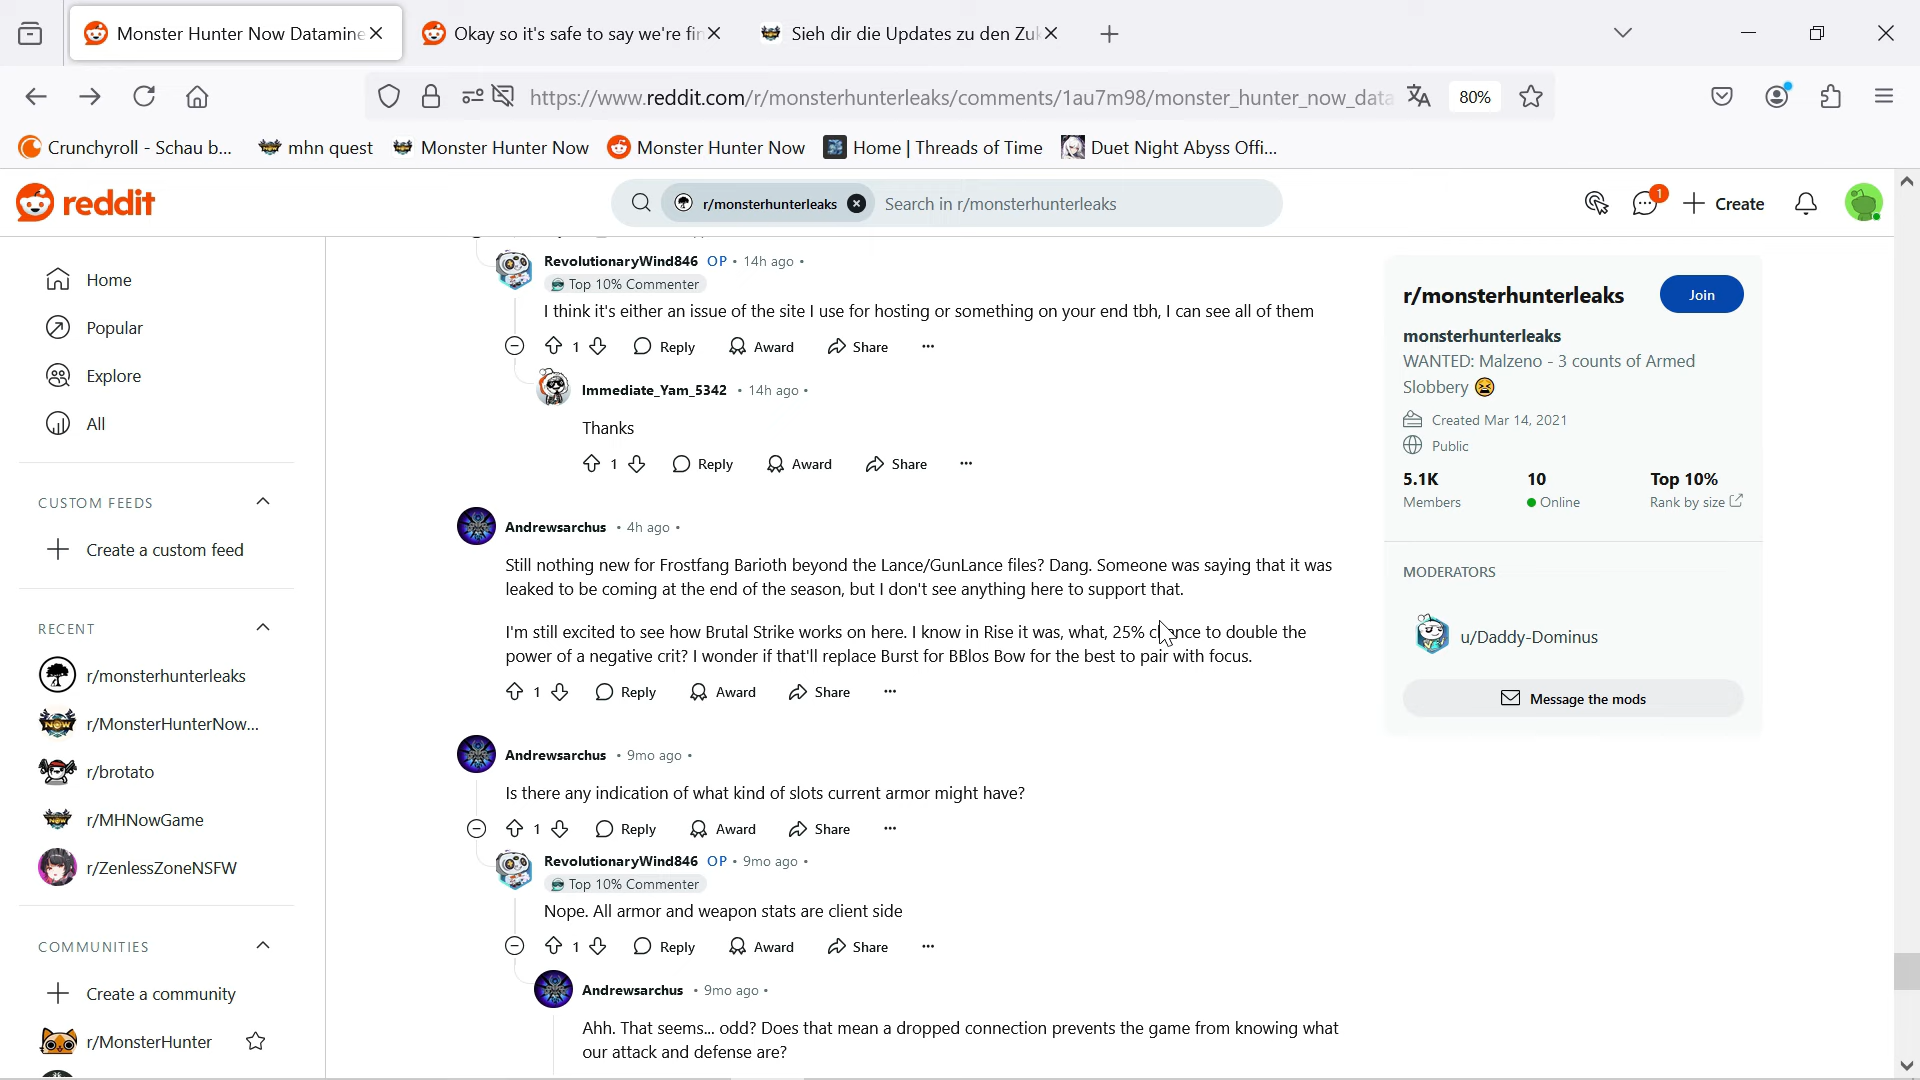 Monster Hunter Now Datamine
Okay so it's safe to say we're fin
Sieh dir die Updates zu den Zuk
https://www.reddit.com/r/monsterhunterleaks/comments/1au7m98/monster_hunter_now_data
80%
Crunchyroll - Schau b...
mhn quest
Monster Hunter Now
Monster Hunter Now
Home | Threads of Time
Duet Night Abyss Offi...
reddit
r/monsterhunterleaks
Search in r/monsterhunterleaks
1
Create
Home
Popular
Explore
All
CUSTOM FEEDS
Create a custom feed
RECENT
r/monsterhunterleaks
r/MonsterHunterNow...
r/brotato
r/MHNowGame
r/ZenlessZoneNSFW
COMMUNITIES
Create a community
r/MonsterHunter
RevolutionaryWind846 OP • 14h ago •
Top 10% Commenter
I think it's either an issue of the site I use for hosting or something on your end tbh, I can see all of them
1 Reply Award Share
Immediate_Yam_5342 • 14h ago •
Thanks
1 Reply Award Share
Andrewsarchus • 4h ago •
Still nothing new for Frostfang Barioth beyond the Lance/GunLance files? Dang. Someone was saying that it was
leaked to be coming at the end of the season, but I don't see anything here to support that.
I'm still excited to see how Brutal Strike works on here. I know in Rise it was, what, 25% chance to double the
power of a negative crit? I wonder if that'll replace Burst for BBlos Bow for the best to pair with focus.
1 Reply Award Share
Andrewsarchus • 9mo ago •
Is there any indication of what kind of slots current armor might have?
1 Reply Award Share
RevolutionaryWind846 OP • 9mo ago •
Top 10% Commenter
Nope. All armor and weapon stats are client side
1 Reply Award Share
Andrewsarchus • 9mo ago •
Ahh. That seems... odd? Does that mean a dropped connection prevents the game from knowing what
our attack and defense are?
r/monsterhunterleaks
Join
monsterhunterleaks
WANTED: Malzeno - 3 counts of Armed
Slobbery 😫
Created Mar 14, 2021
Public
5.1K 10 Top 10%
Members Online Rank by size
MODERATORS
u/Daddy-Dominus
Message the mods